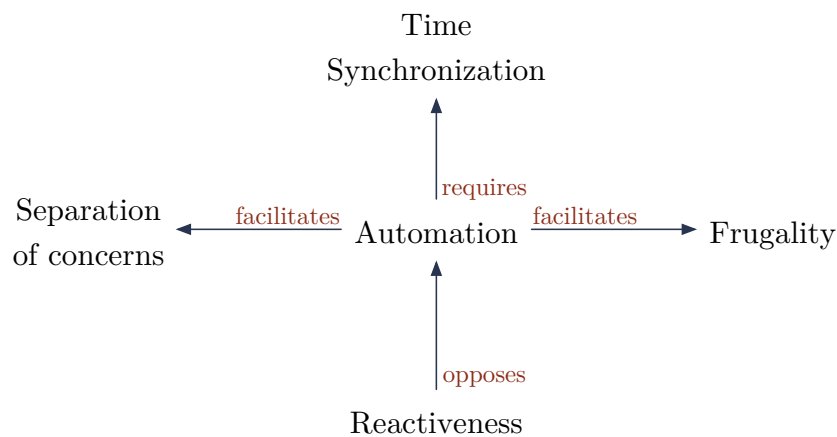 Time
Synchronization
requires
Separation
of concerns
facilitates
Automation
facilitates
Frugality
opposes
Reactiveness